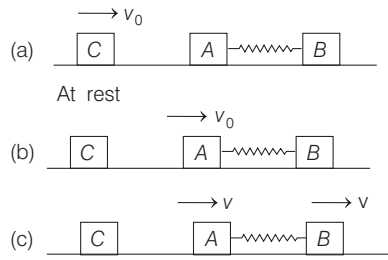 v₀
(a) C A B
At rest
v₀
(b) C A B
v v
(c) C A B